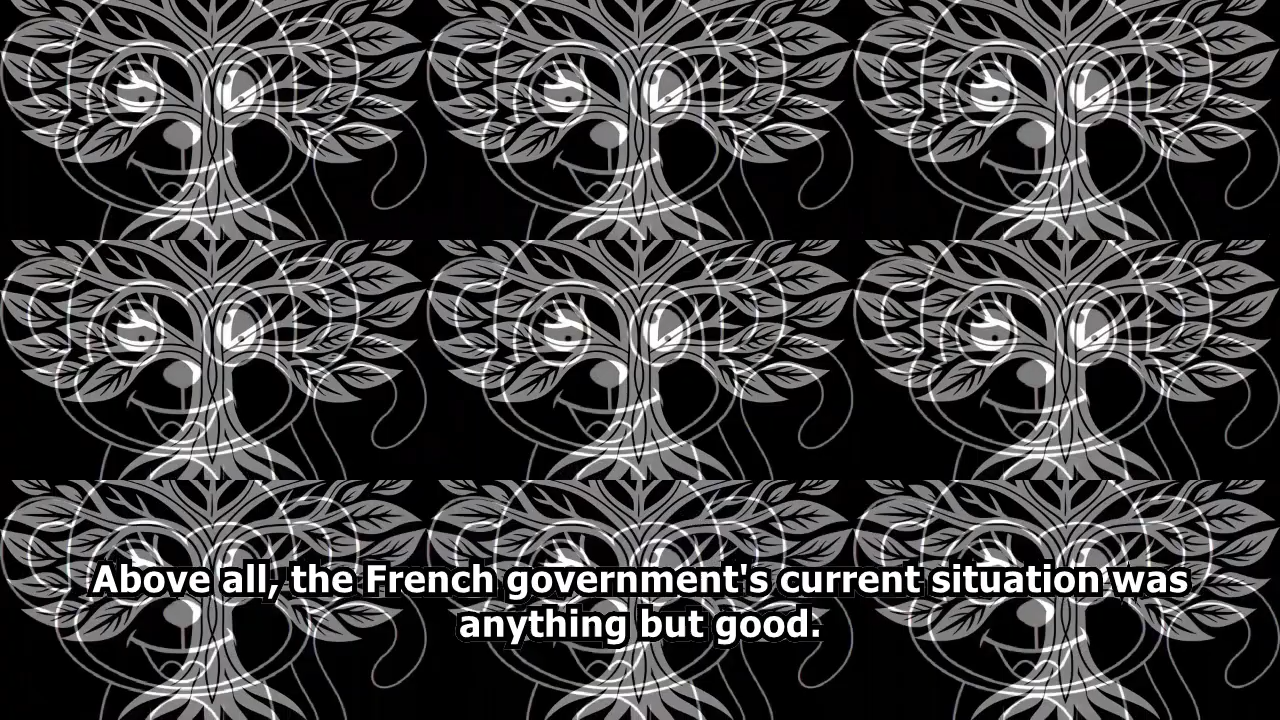 Above all, the French government's current situation was
anything but good.